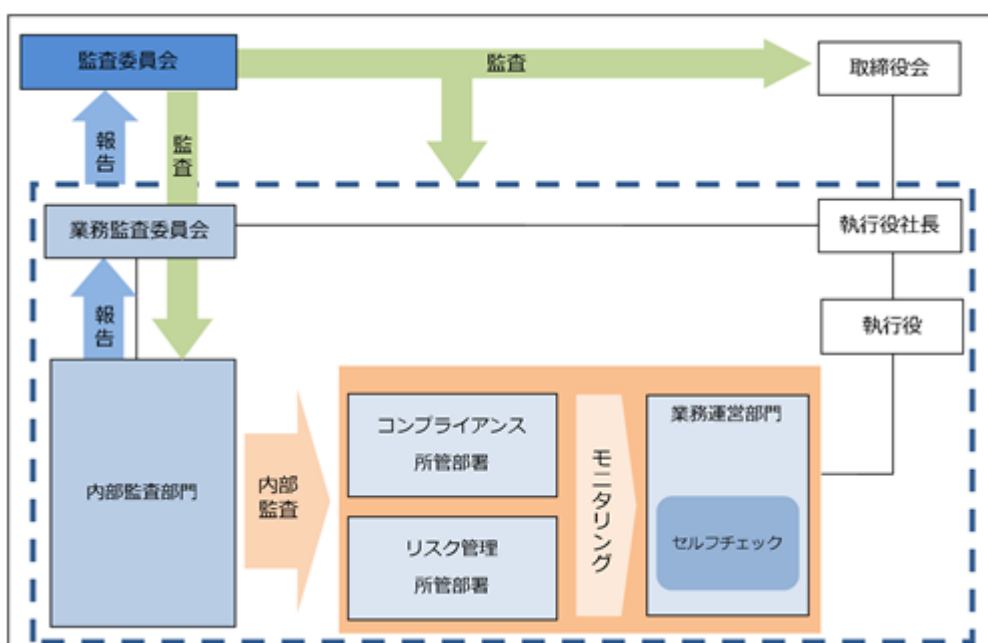 監査委員会
監査
取締役会
報告
監査
業務監査委員会
執行役社長
報告
執行役
内部監査部門
内部
監査
コンプライアンス
所管部署
リスク管理
所管部署
モニタリング
業務運営部門
セルフチェック